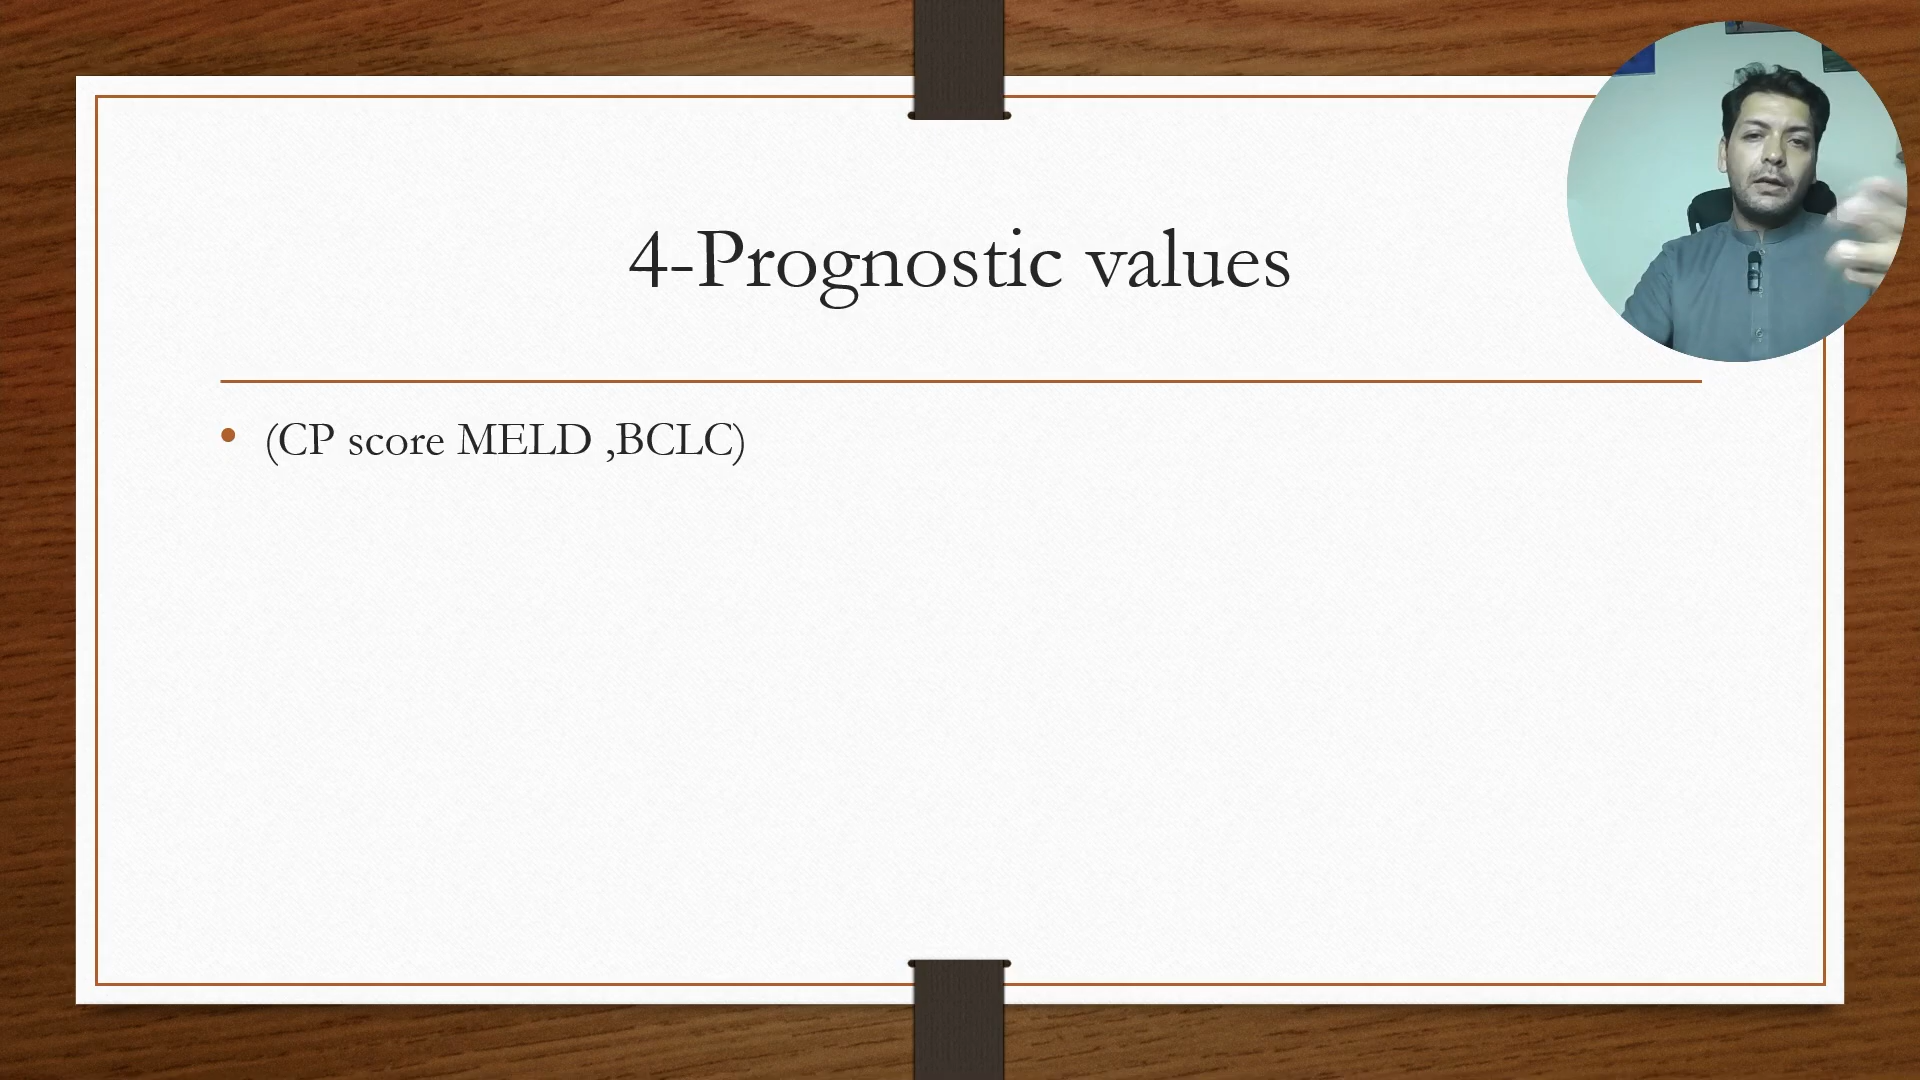 4-Prognostic values
• (CP score MELD ,BCLC)